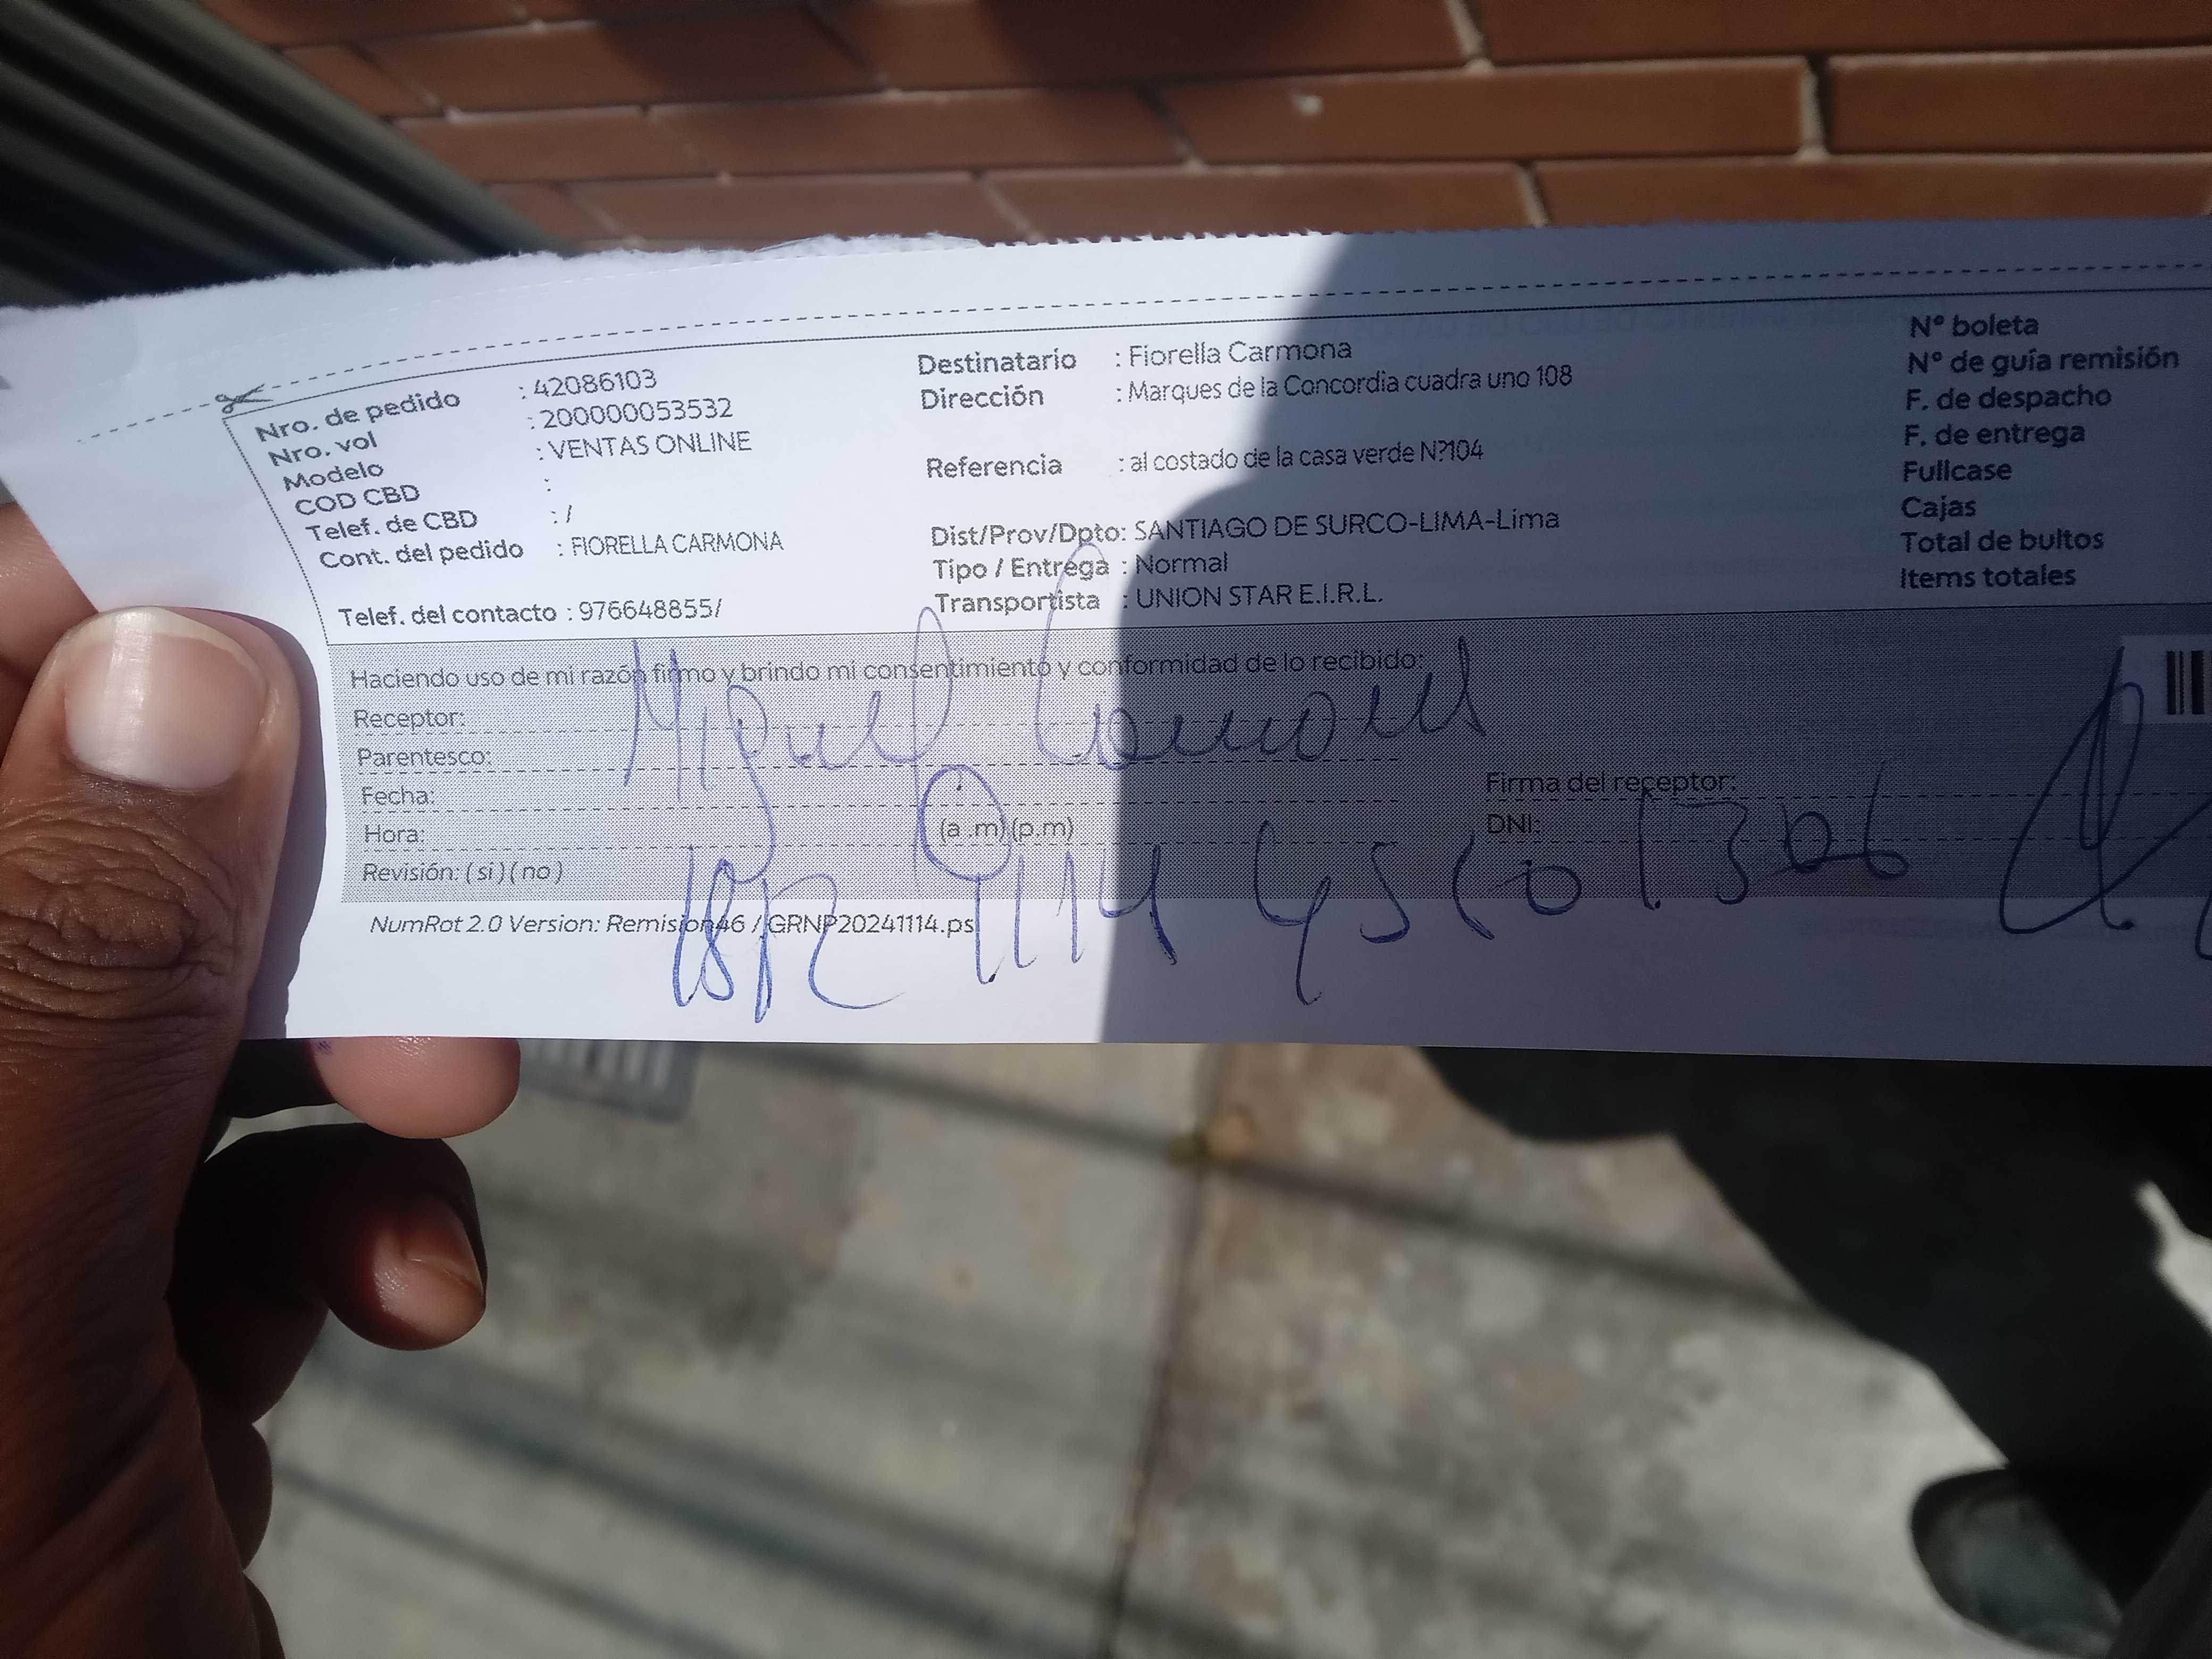 Nro. de pedido : 42086103
Nro. vol : 200000053532
Modelo : VENTAS ONLINE
COD CBD :
Telef. de CBD : /
Cont. del pedido : FIORELLA CARMONA
Telef. del contacto : 976648855/
Destinatario : Fiorella Carmona
Dirección : Marques de la Concordia cuadra uno 108
Referencia : al costado de la casa verde N?104
Dist/Prov/Dpto: SANTIAGO DE SURCO-LIMA-Lima
Tipo / Entrega : Normal
Transportista : UNION STAR E.I.R.L.
N° boleta
N° de guía remisión
F. de despacho
F. de entrega
Fullcase
Cajas
Total de bultos
Items totales
Haciendo uso de mi razón firmo y brindo mi consentimiento y conformidad de lo recibido:
Receptor:
Miguel
Parentesco:
Fecha:
Hora: (a .m) (p.m)
Revisión: ( si ) ( no )
Firma del receptor:
DNI:
NumRot 2.0 Version: Remision46 / GRNP20241114.ps